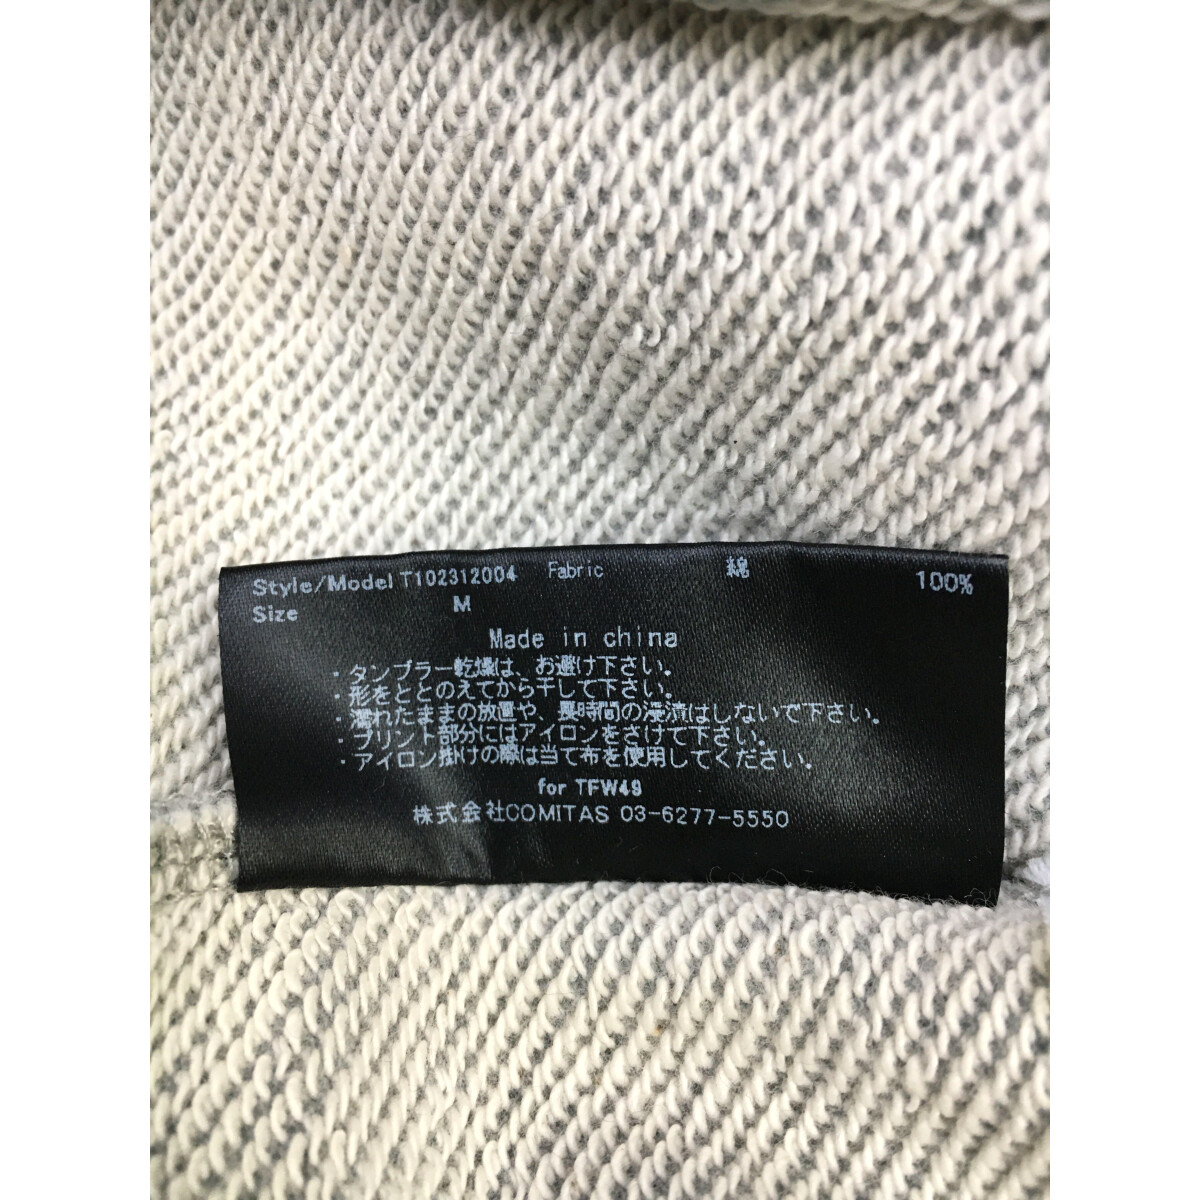 Style/Model T102312004 Fabric 綿 100%
Size M
Made in china
・タンブラー乾燥は、お避け下さい。
・形をととのえてから干して下さい。
・濡れたままの放置や、長時間の浸漬はしないで下さい。
・プリント部分にはアイロンをさけて下さい。
・アイロン掛けの際は当て布を使用してください。
for TFW49
株式会社COMITAS 03-6277-5550